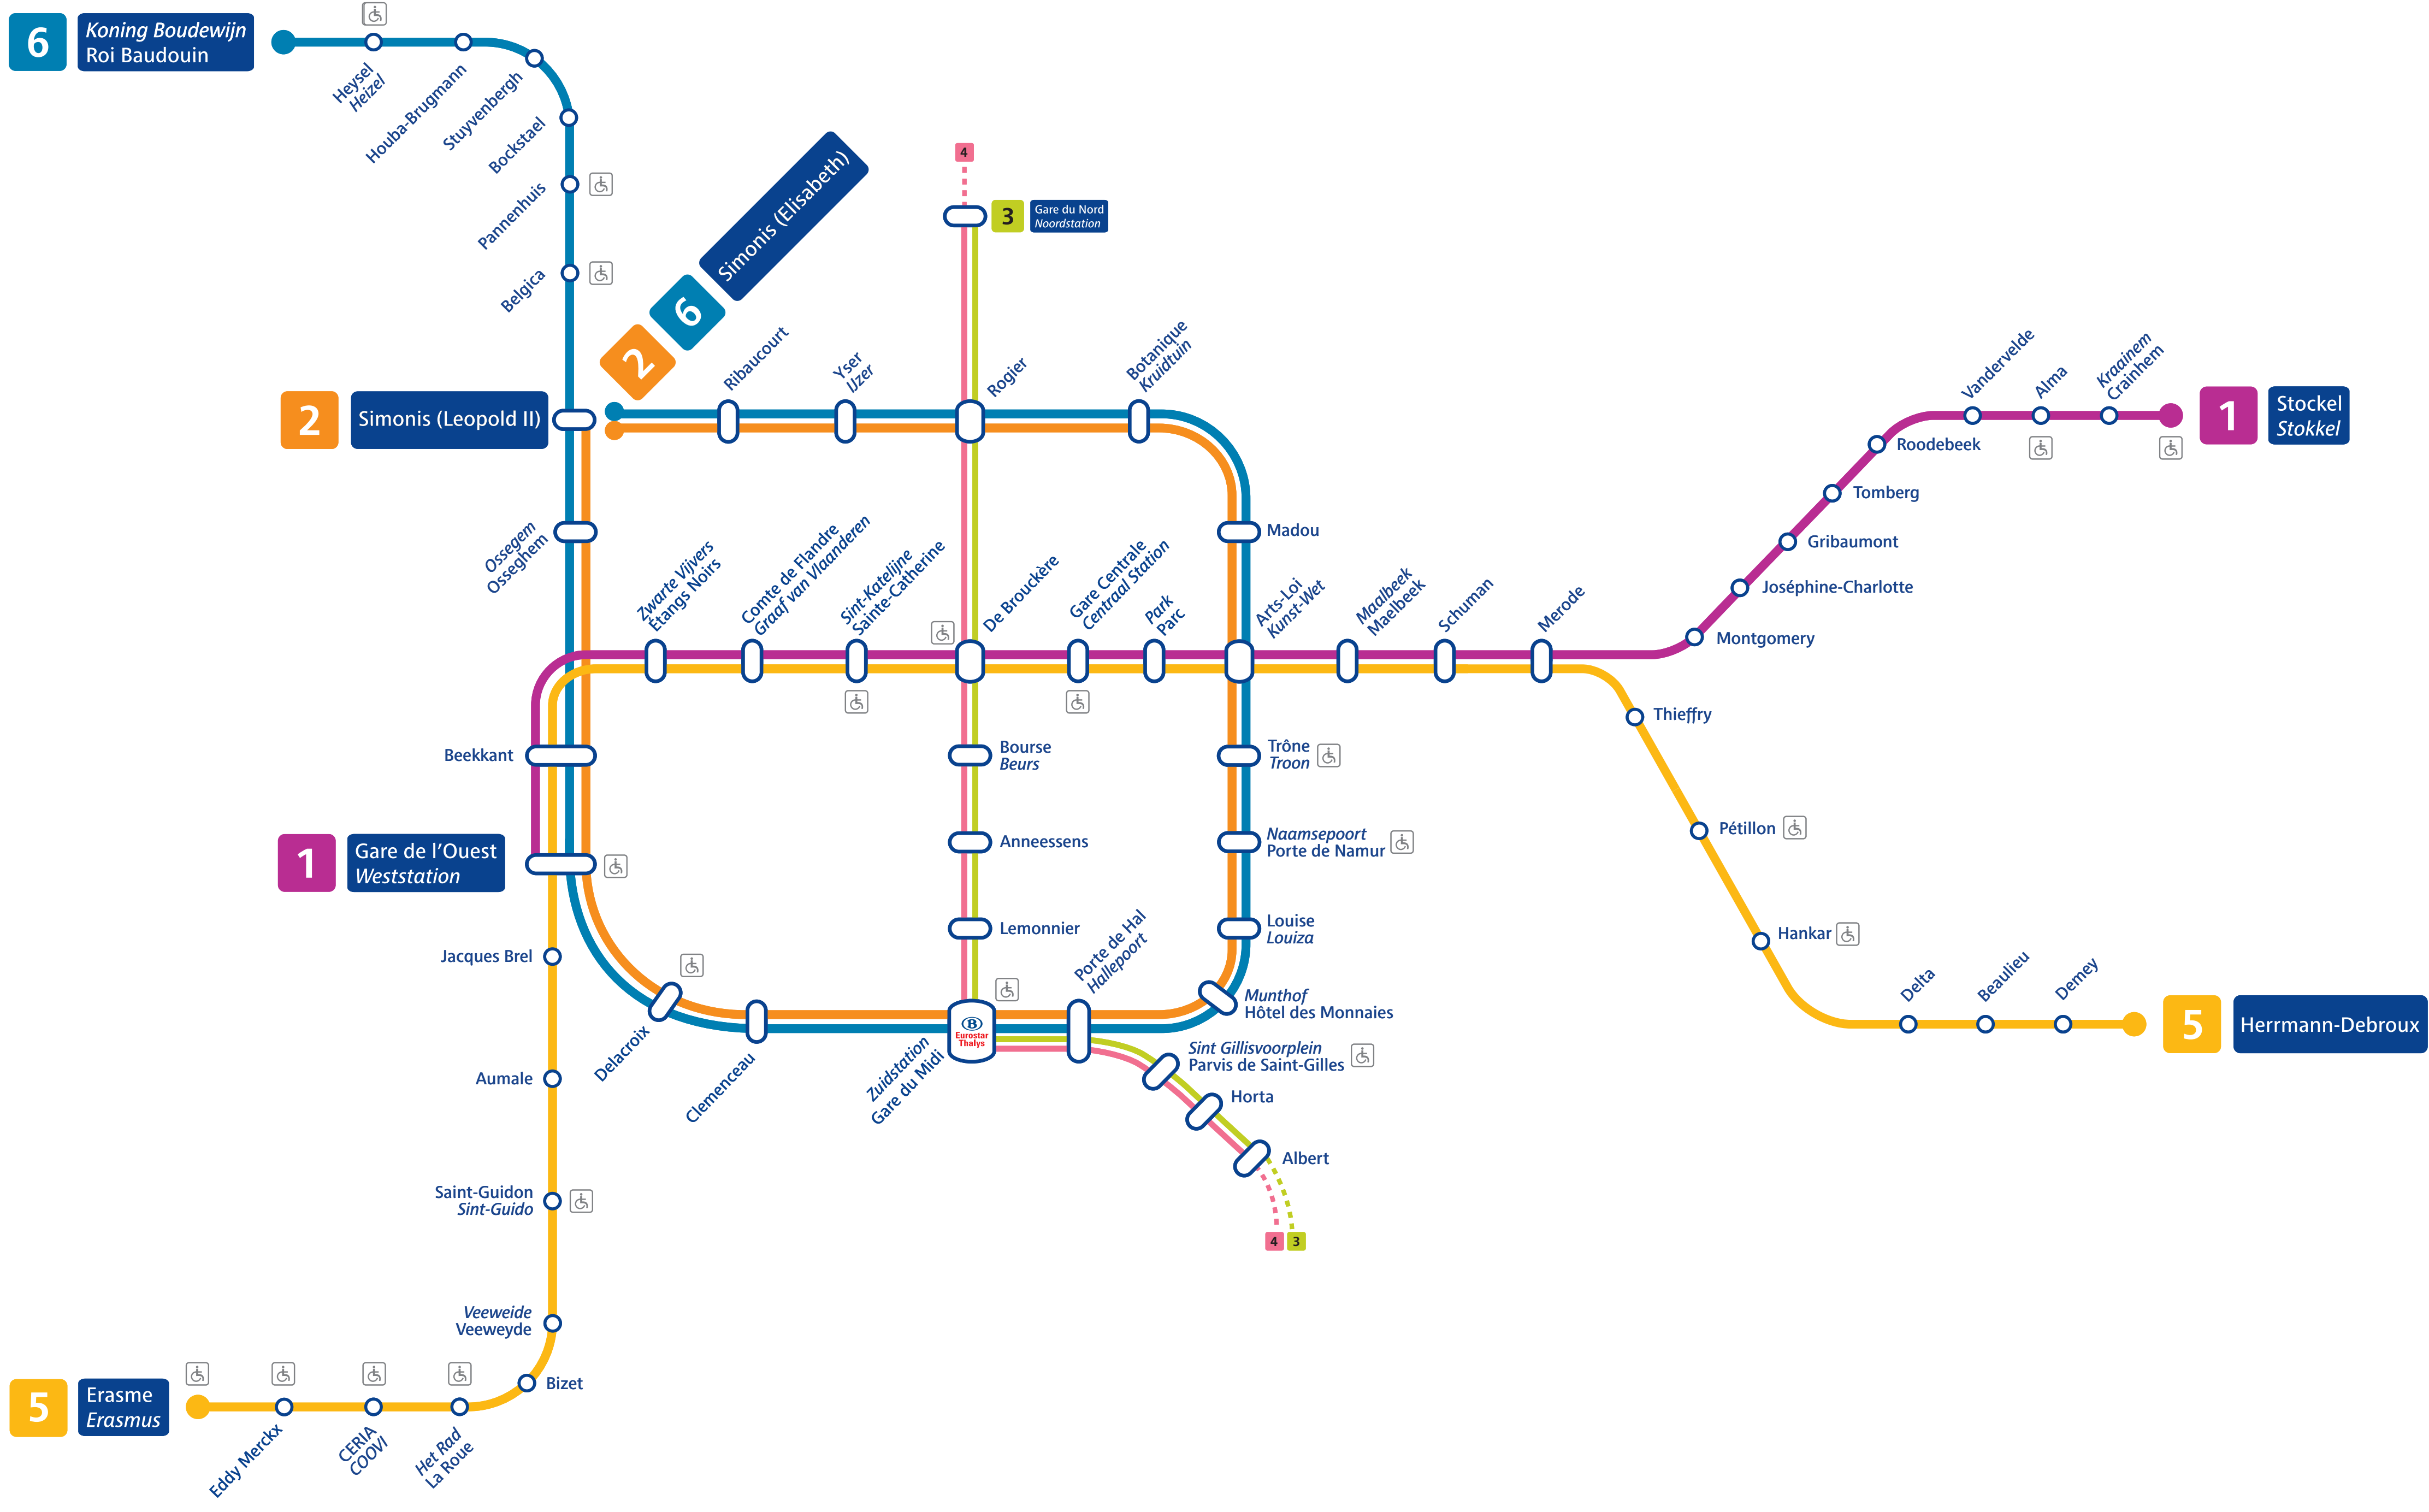 6
Koning Boudewijn
Roi Baudouin
Heysel
Heizel
Houba-Brugmann
Stuyvenbergh
Bockstael
Pannenhuis
Belgica
2
6
Simonis (Elisabeth)
4
3
Gare du Nord
Noordstation
2
Simonis (Leopold II)
Ribaucourt
Yser
IJzer
Rogier
Botanique
Kruidtuin
Vandervelde
Alma
Kraainem
Crainhem
1
Stockel
Stokkel
Roodebeek
Tomberg
Gribaumont
Joséphine-Charlotte
Montgomery
Ossegem
Osseghem
Madou
Zwarte Vijvers
Étangs Noirs
Comte de Flandre
Graaf van Vlaanderen
Sint-Katelijne
Sainte-Catherine
De Brouckère
Gare Centrale
Centraal Station
Park
Parc
Arts-Loi
Kunst-Wet
Maalbeek
Maelbeek
Schuman
Merode
Thieffry
Beekkant
Bourse
Beurs
Trône
Troon
Pétillon
1
Gare de l'Ouest
Weststation
Anneessens
Naamsepoort
Porte de Namur
Hankar
Jacques Brel
Lemonnier
Louise
Louiza
Porte de Hal
Hallepoort
Munthof
Hôtel des Monnaies
Delta
Beaulieu
Demey
5
Herrmann-Debroux
Delacroix
Clemenceau
B
Eurostar
Thalys
Zuidstation
Gare du Midi
Sint Gillisvoorplein
Parvis de Saint-Gilles
Horta
Albert
4
3
Aumale
Saint-Guidon
Sint-Guido
Veeweide
Veeweyde
Bizet
5
Erasme
Erasmus
Eddy Merckx
CERIA
COOVI
Het Rad
La Roue